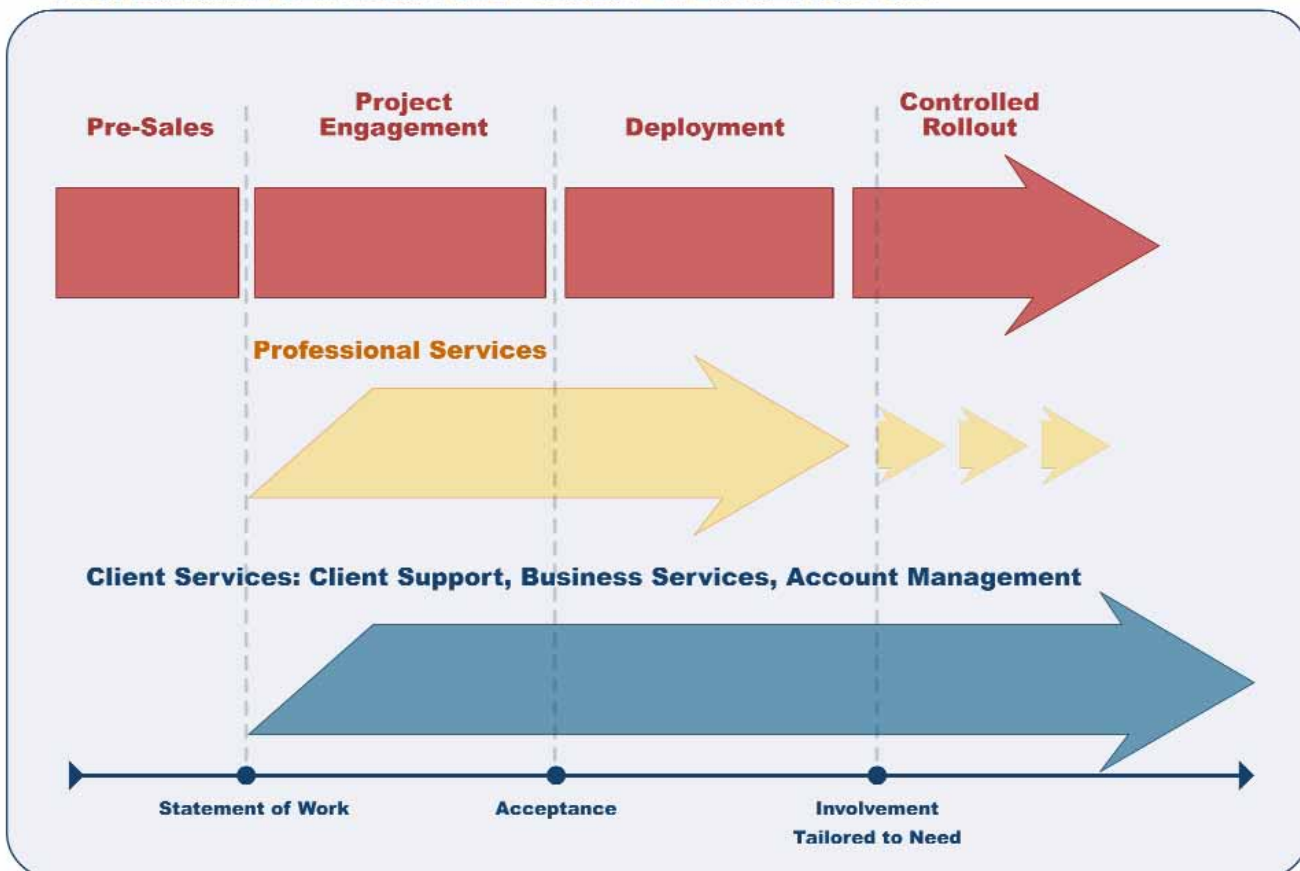 Pre-Sales
Project
Engagement
Deployment
Controlled
Rollout
Professional Services
Client Services: Client Support, Business Services, Account Management
Statement of Work
Acceptance
Involvement
Tailored to Need